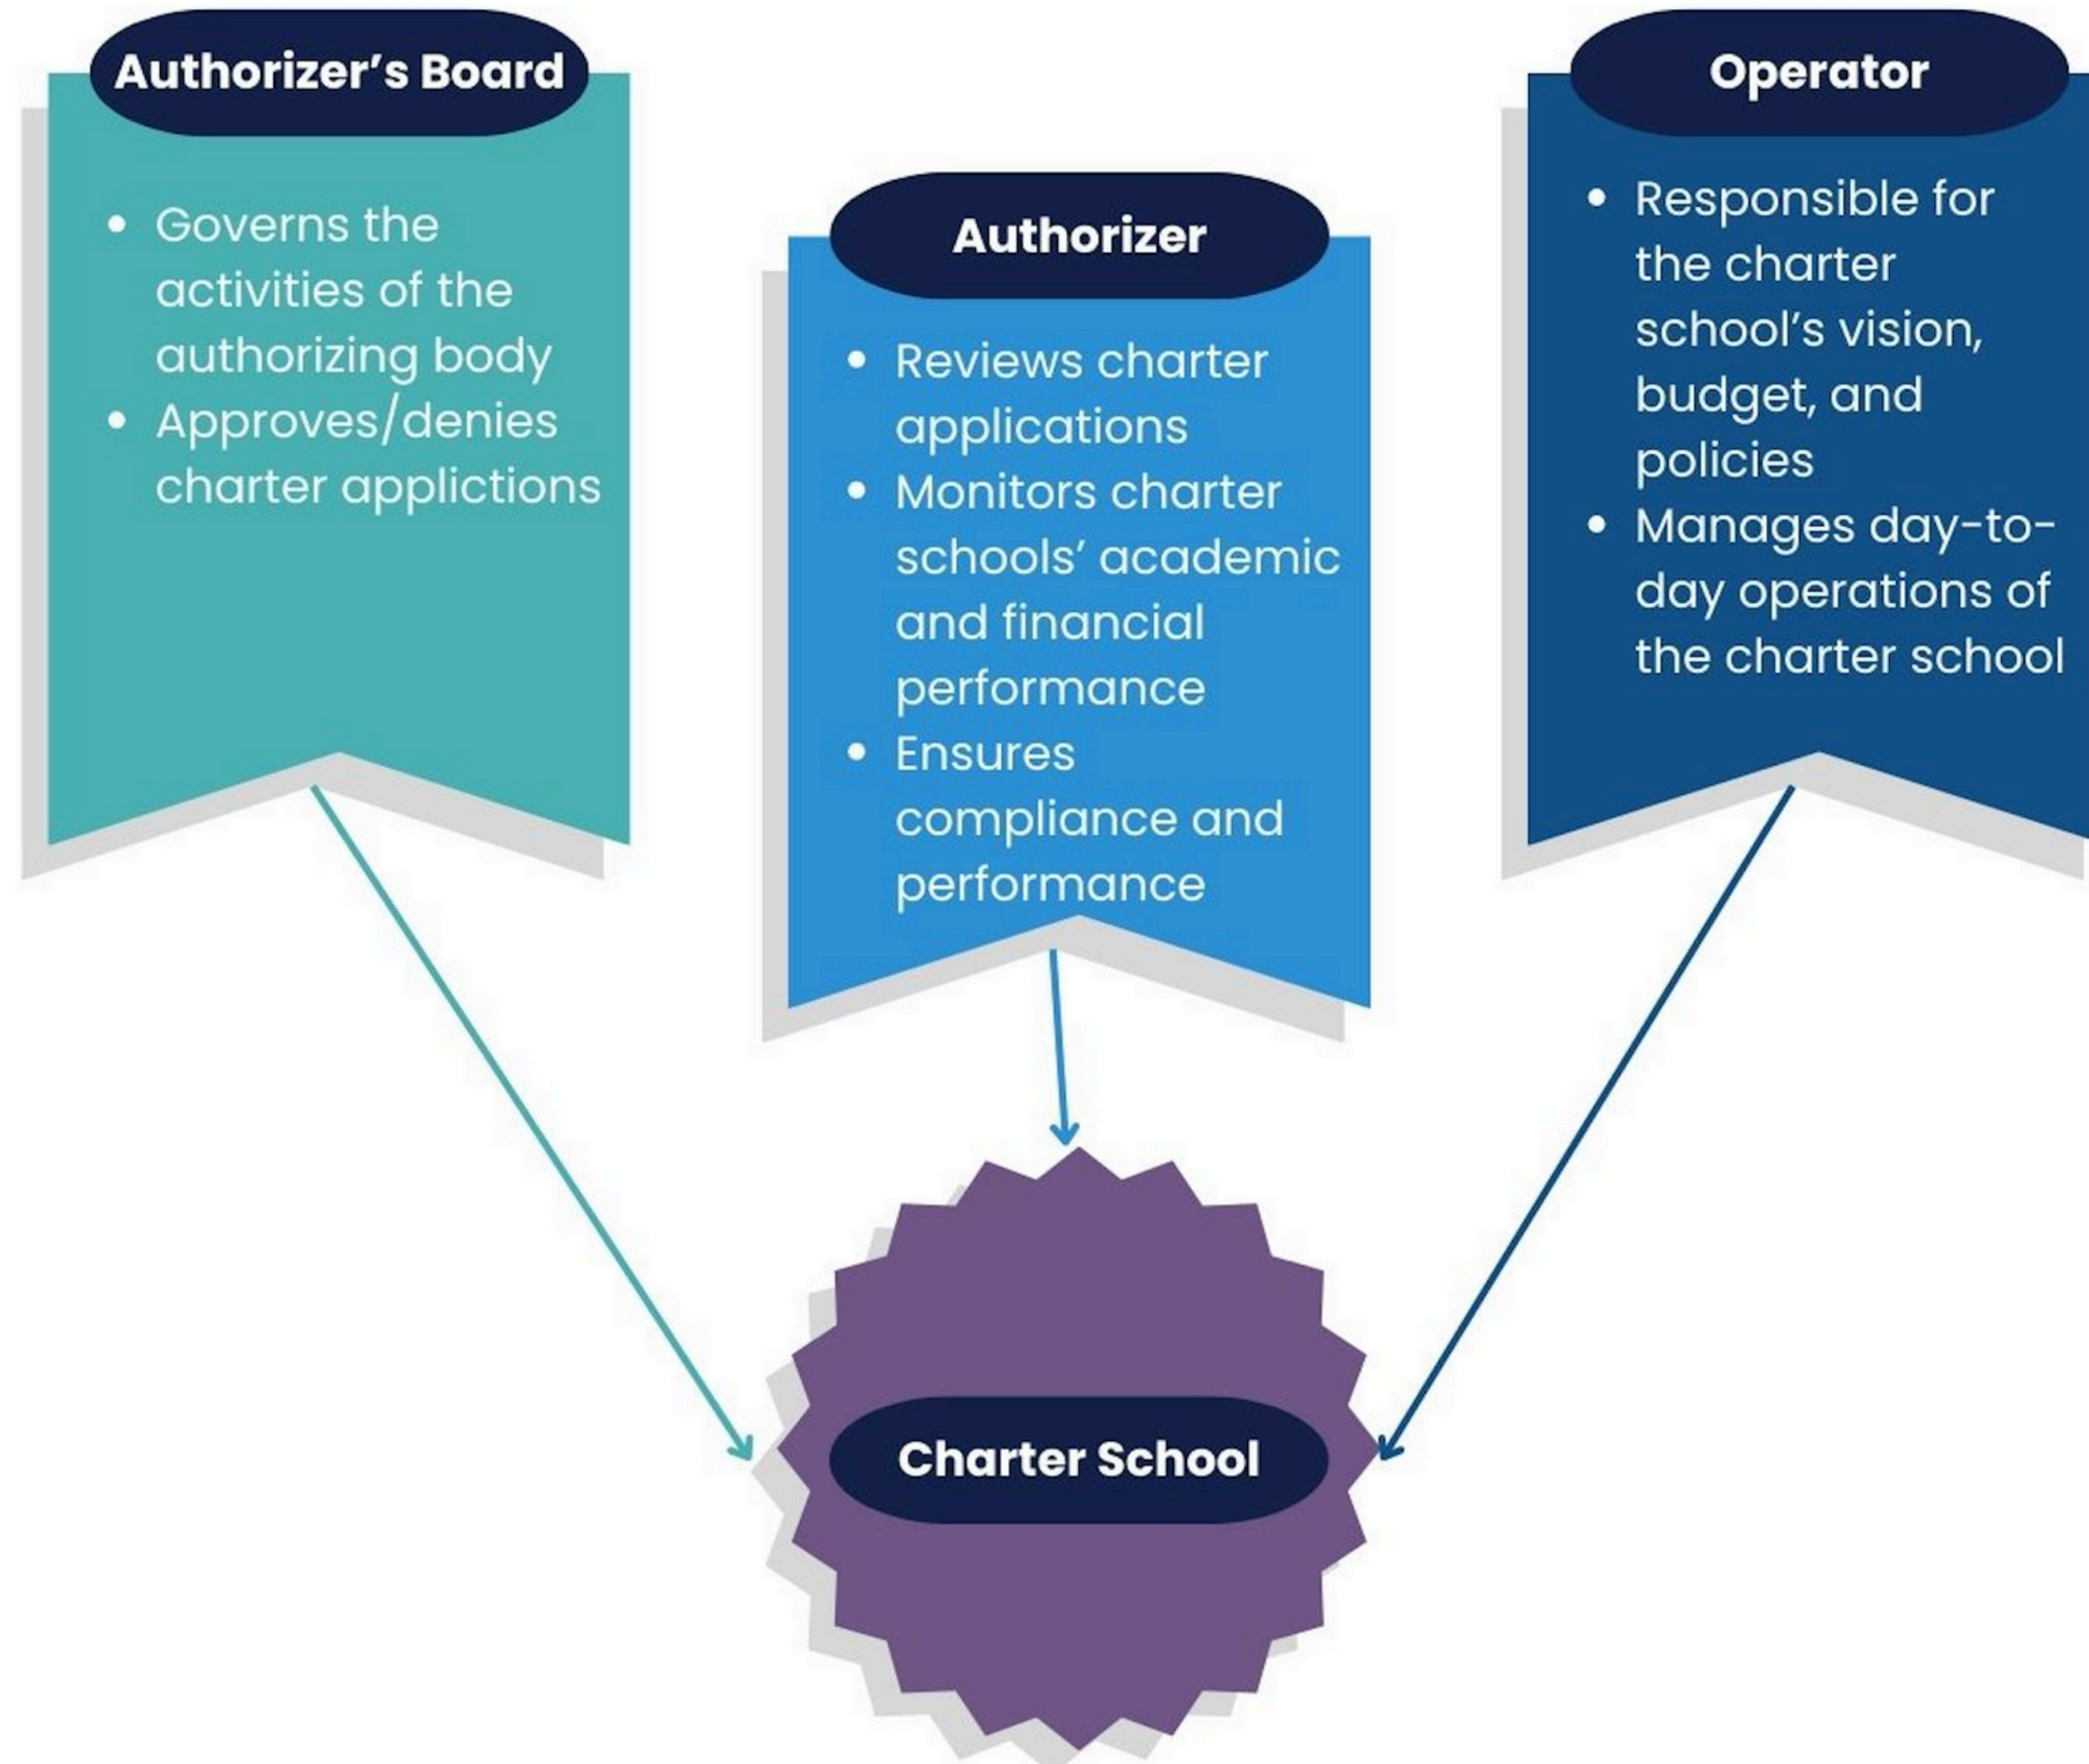 Authorizer’s Board
• Governs the
activities of the
authorizing body
• Approves/denies
charter applictions
Authorizer
• Reviews charter
applications
• Monitors charter
schools’ academic
and financial
performance
• Ensures
compliance and
performance
Operator
• Responsible for
the charter
school’s vision,
budget, and
policies
• Manages day-to-
day operations of
the charter school
Charter School